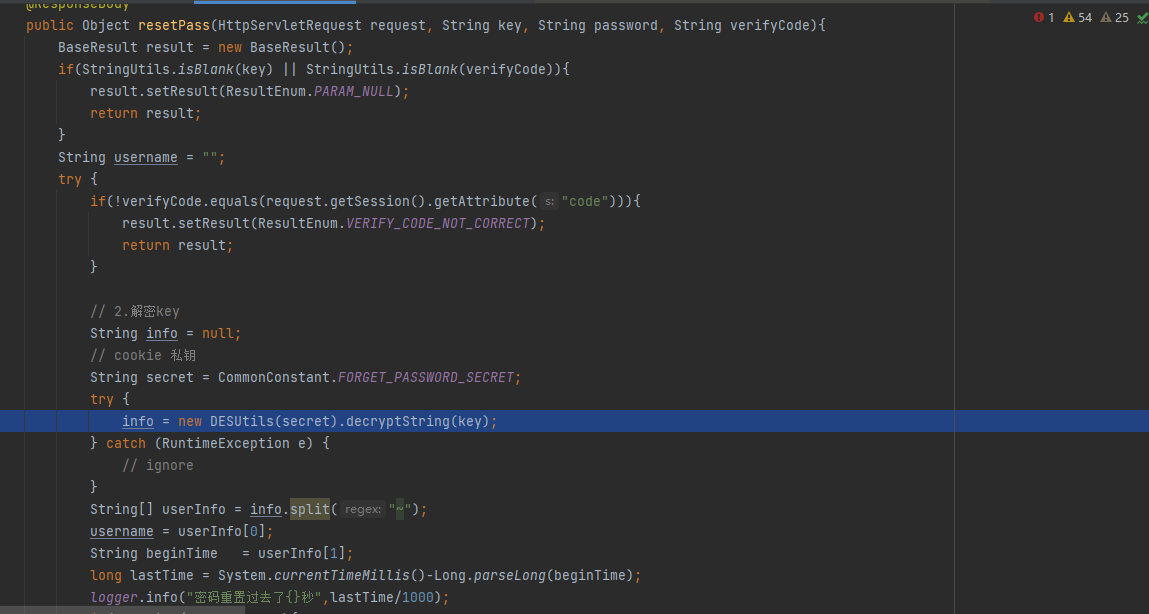 @ResponseBody
1 54 25
public Object resetPass(HttpServletRequest request, String key, String password, String verifyCode){
BaseResult result = new BaseResult();
if(StringUtils.isBlank(key) || StringUtils.isBlank(verifyCode)){
result.setResult(ResultEnum.PARAM_NULL);
return result;
}
String username = "";
try {
if(!verifyCode.equals(request.getSession().getAttribute( s: "code"))){
result.setResult(ResultEnum.VERIFY_CODE_NOT_CORRECT);
return result;
}
// 2.解密key
String info = null;
// cookie 私钥
String secret = CommonConstant.FORGET_PASSWORD_SECRET;
try {
info = new DESUtils(secret).decryptString(key);
} catch (RuntimeException e) {
// ignore
}
String[] userInfo = info.split( regex: "~");
username = userInfo[0];
String beginTime   = userInfo[1];
long lastTime = System.currentTimeMillis()-Long.parseLong(beginTime);
logger.info("密码重置过去了{}秒",lastTime/1000);